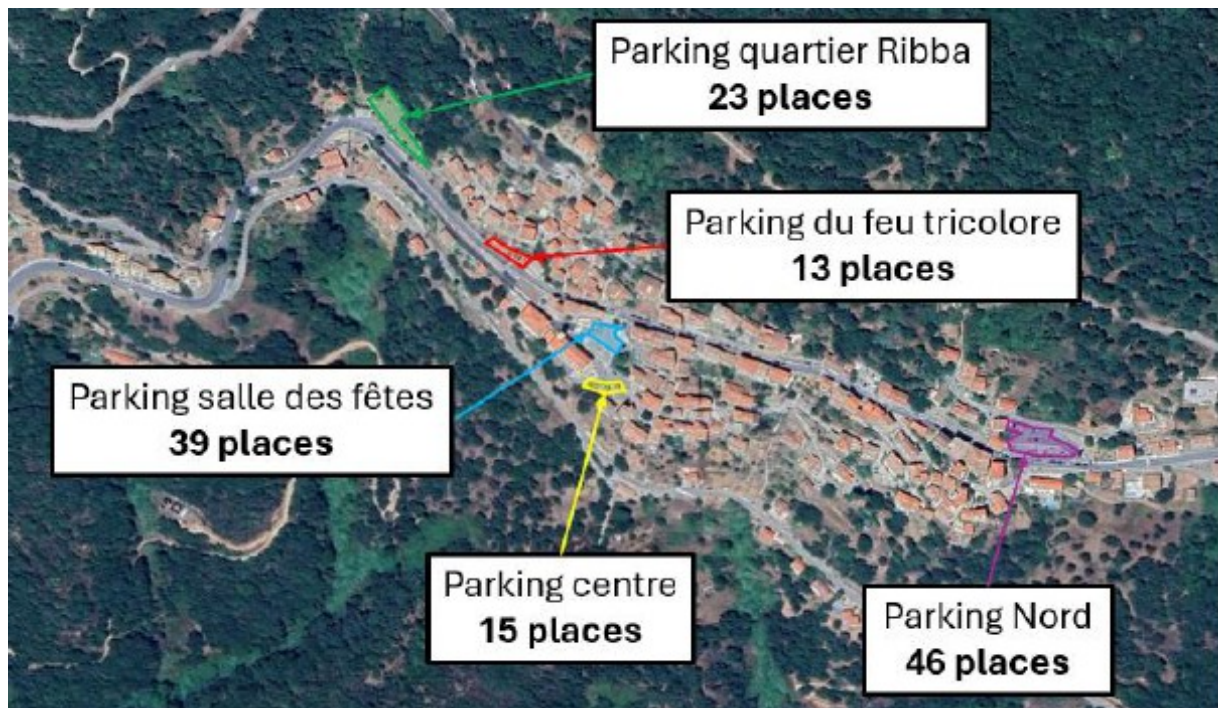 Parking quartier Ribba
23 places
Parking du feu tricolore
13 places
Parking salle des fêtes
39 places
Parking centre
15 places
Parking Nord
46 places